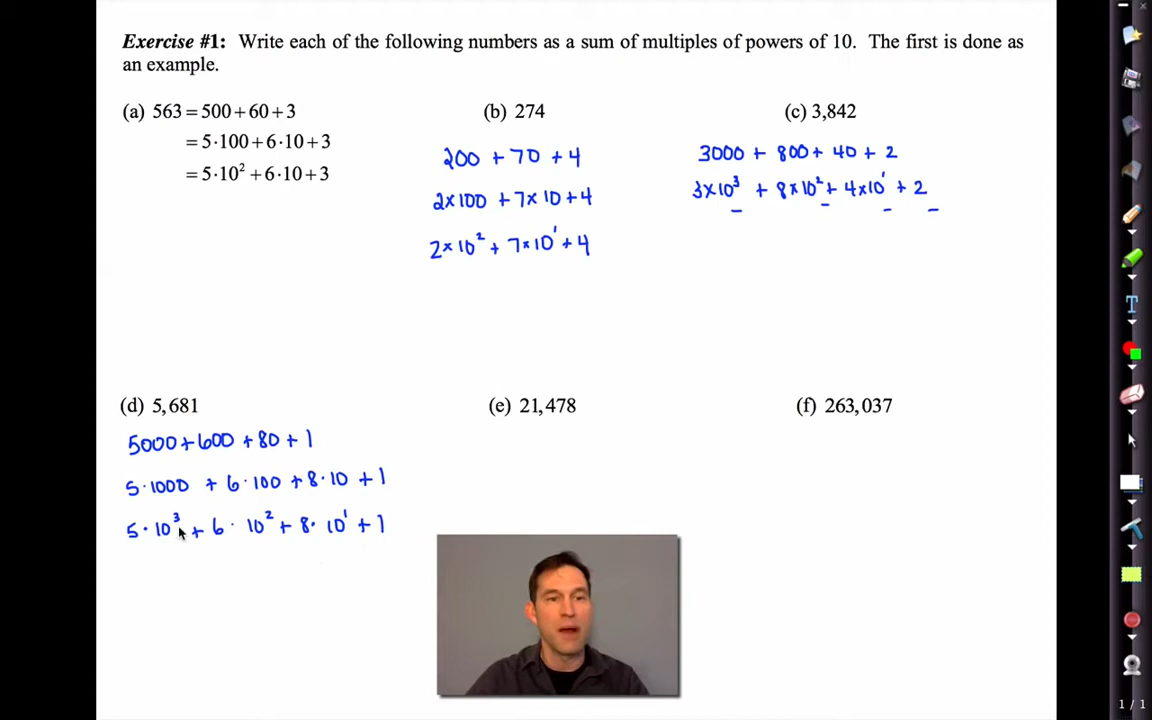 Exercise #1: Write each of the following numbers as a sum of multiples of powers of 10. The first is done as
an example.
(a) 563 = 500 + 60 + 3
= 5·100 + 6·10 + 3
= 5·10² + 6·10 + 3
(b) 274
200 + 70 + 4
2×100 + 7×10 + 4
2×10² + 7×10¹ + 4
(c) 3,842
3000 + 800 + 40 + 2
3×10³ + 8×10² + 4×10¹ + 2
(d) 5,681
5000 + 600 + 80 + 1
5·1000 + 6·100 + 8·10 + 1
5·10³ + 6·10² + 8·10¹ + 1
(e) 21,478
(f) 263,037
T
1 / 1